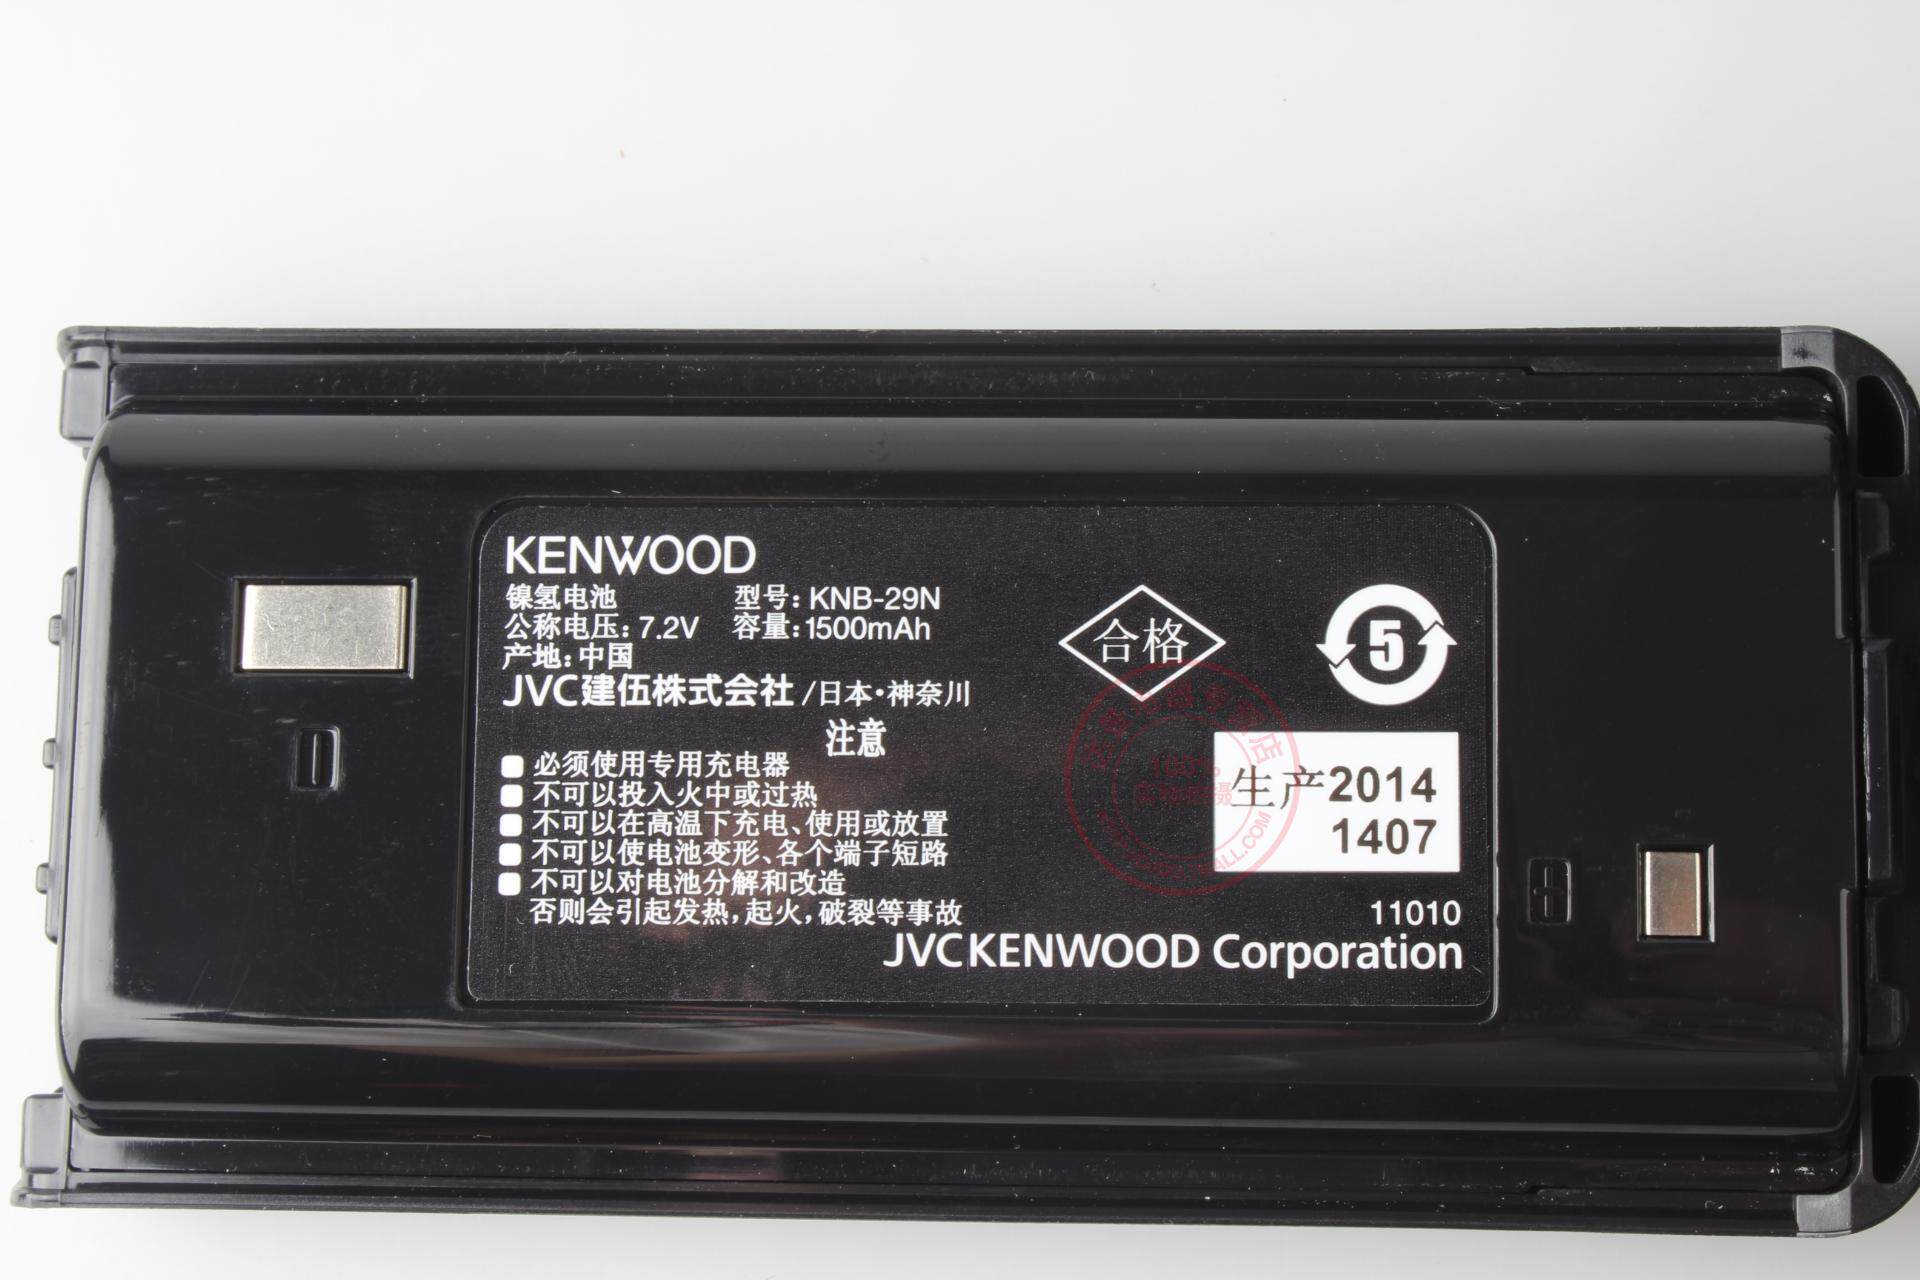 KENWOOD
镍氢电池 型号: KNB-29N
公称电压: 7.2V 容量: 1500mAh
产地: 中国
JVC建伍株式会社 /日本·神奈川
合格
5
注意
必须使用专用充电器
不可以投入火中或过热
不可以在高温下充电、使用或放置
不可以使电池变形、各个端子短路
不可以对电池分解和改造
否则会引起发热, 起火, 破裂等事故
生产2014
1407
11010
JVCKENWOOD Corporation
100%